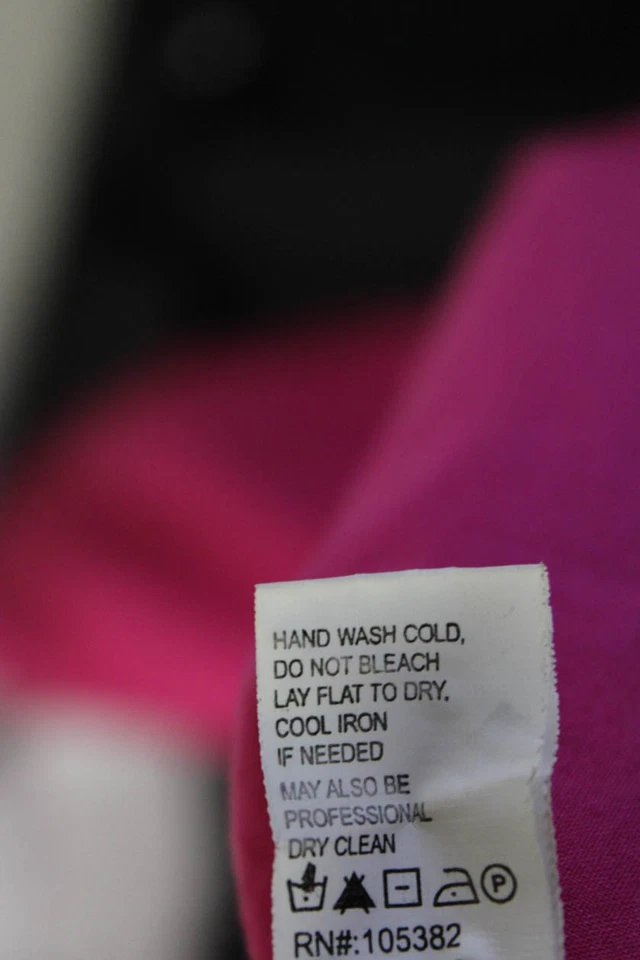 HAND WASH COLD,
DO NOT BLEACH
LAY FLAT TO DRY.
COOL IRON
IF NEEDED
MAY ALSO BE
PROFESSIONAL
DRY CLEAN
P
RN#:105382